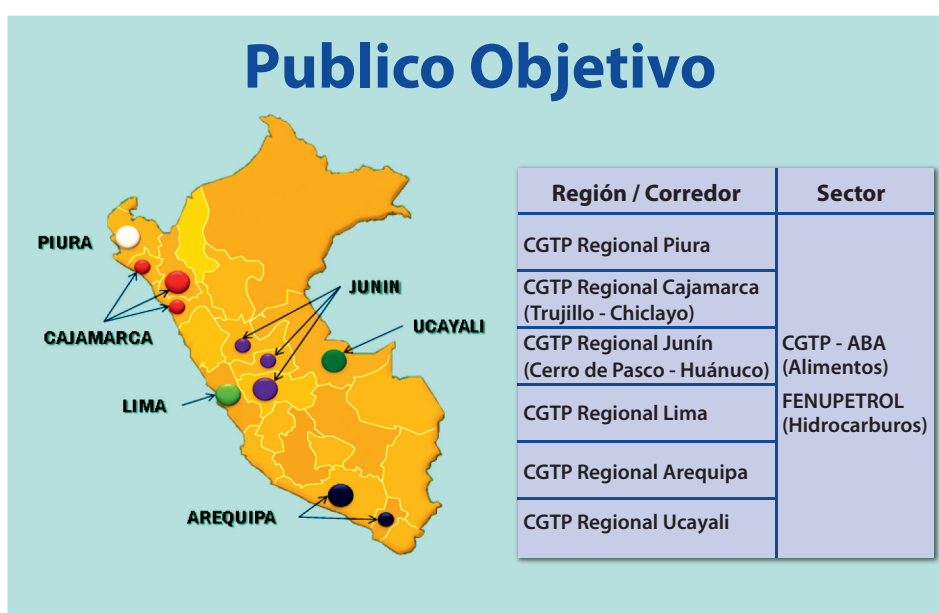 Publico Objetivo
PIURA
CAJAMARCA
LIMA
AREQUIPA
JUNIN
UCAYALI
Región / Corredor
Sector
CGTP Regional Piura
CGTP Regional Cajamarca
(Trujillo - Chiclayo)
CGTP Regional Junín
(Cerro de Pasco - Huánuco)
CGTP Regional Lima
CGTP Regional Arequipa
CGTP Regional Ucayali
CGTP - ABA
(Alimentos)
FENUPETROL
(Hidrocarburos)